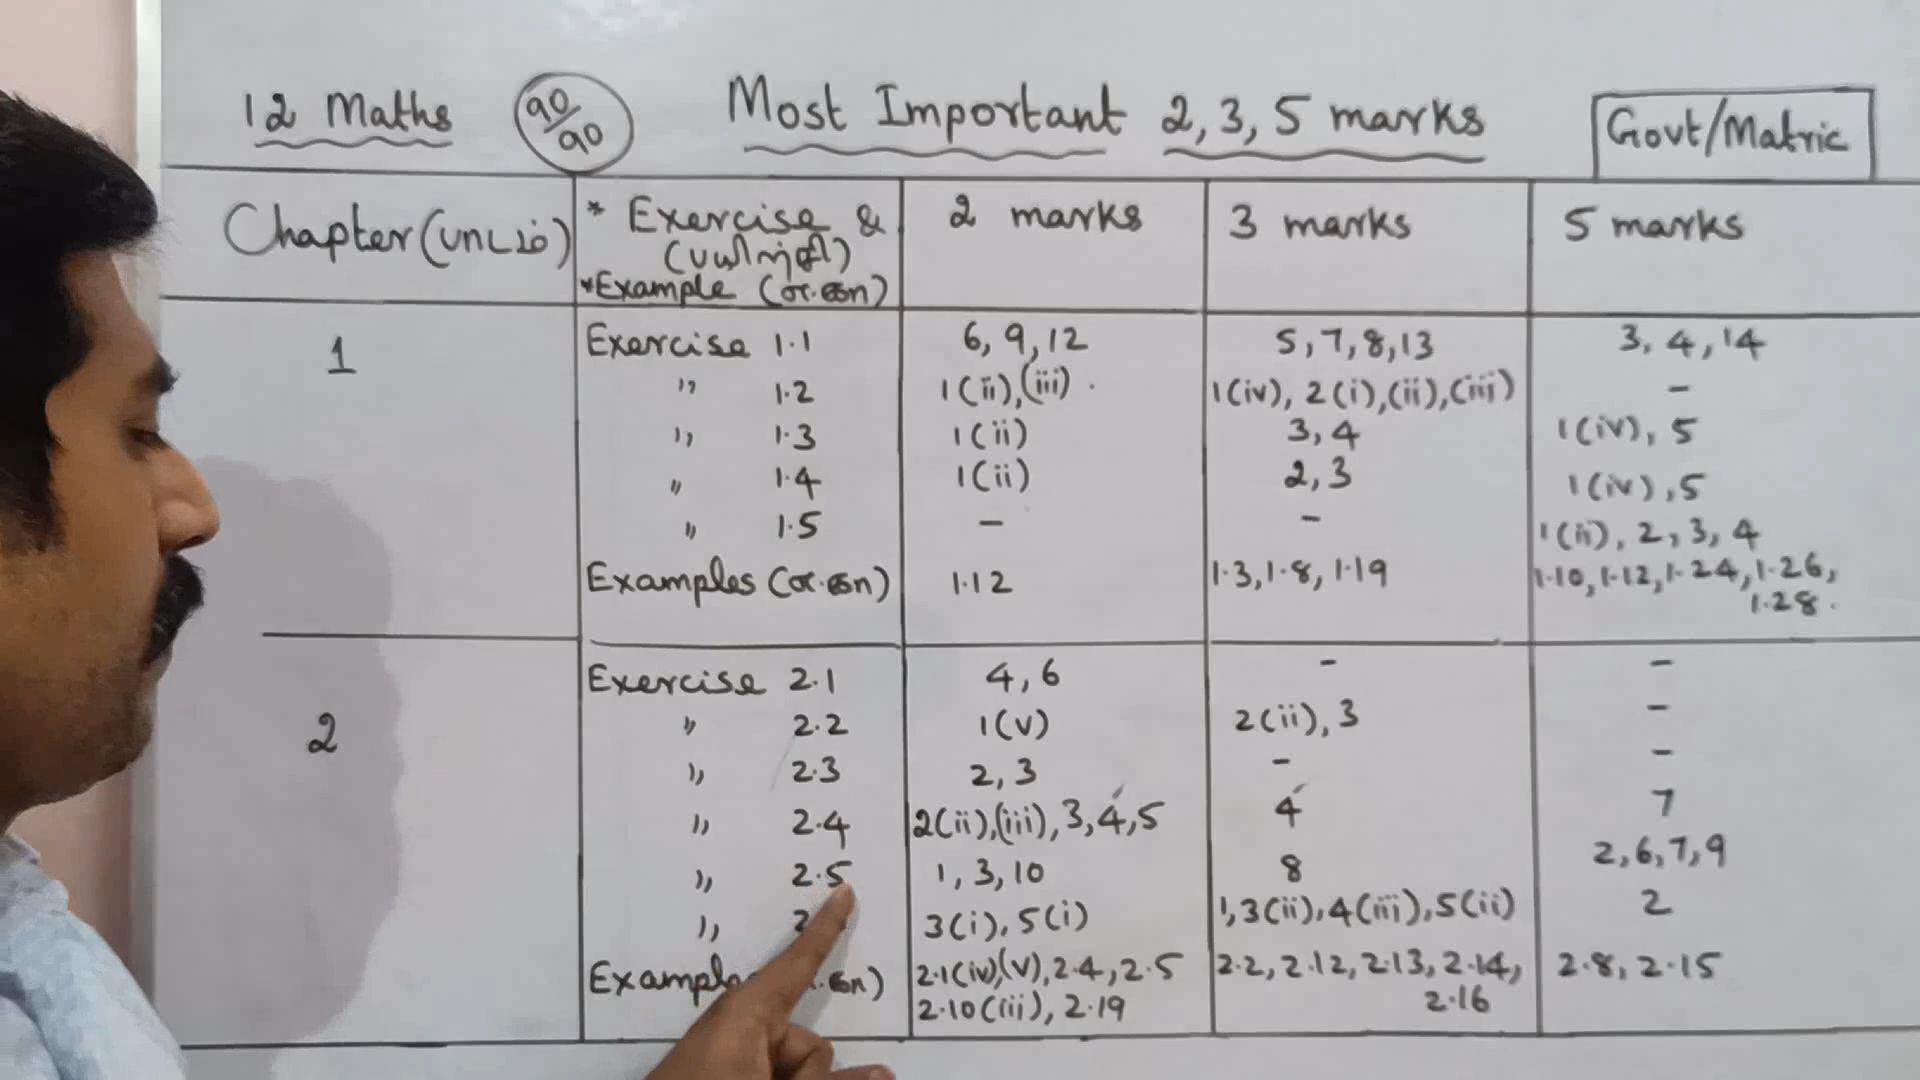 12 Maths 90/90 Most Important 2, 3, 5 marks Govt/Matric
Chapter (பாடம்) * Exercise & 2 marks 3 marks 5 marks
(பயிற்சி)
*Example (எ.கா)
1 Exercise 1.1 6, 9, 12 5, 7, 8, 13 3, 4, 14
" 1.2 1(ii), (iii) . 1(iv), 2(i), (ii), (iii) -
" 1.3 1(ii) 3, 4 1(iv), 5
" 1.4 1(ii) 2, 3 1(iv), 5
" 1.5 - - 1(ii), 2, 3, 4
Examples (எ.கா) 1.12 1.3, 1.8, 1.19 1.10, 1.12, 1.24, 1.26,
1.28.
2 Exercise 2.1 4, 6 - -
" 2.2 1(v) 2(ii), 3 -
" 2.3 2, 3 - -
" 2.4 2(ii), (iii), 3, 4, 5 4 7
" 2.5 1, 3, 10 8 2, 6, 7, 9
" 3(i), 5(i) 1, 3(ii), 4(iii), 5(ii) 2
2.1(iv), (v), 2.4, 2.5 2.2, 2.12, 2.13, 2.14, 2.8, 2.15
2.10(iii), 2.19 2.16